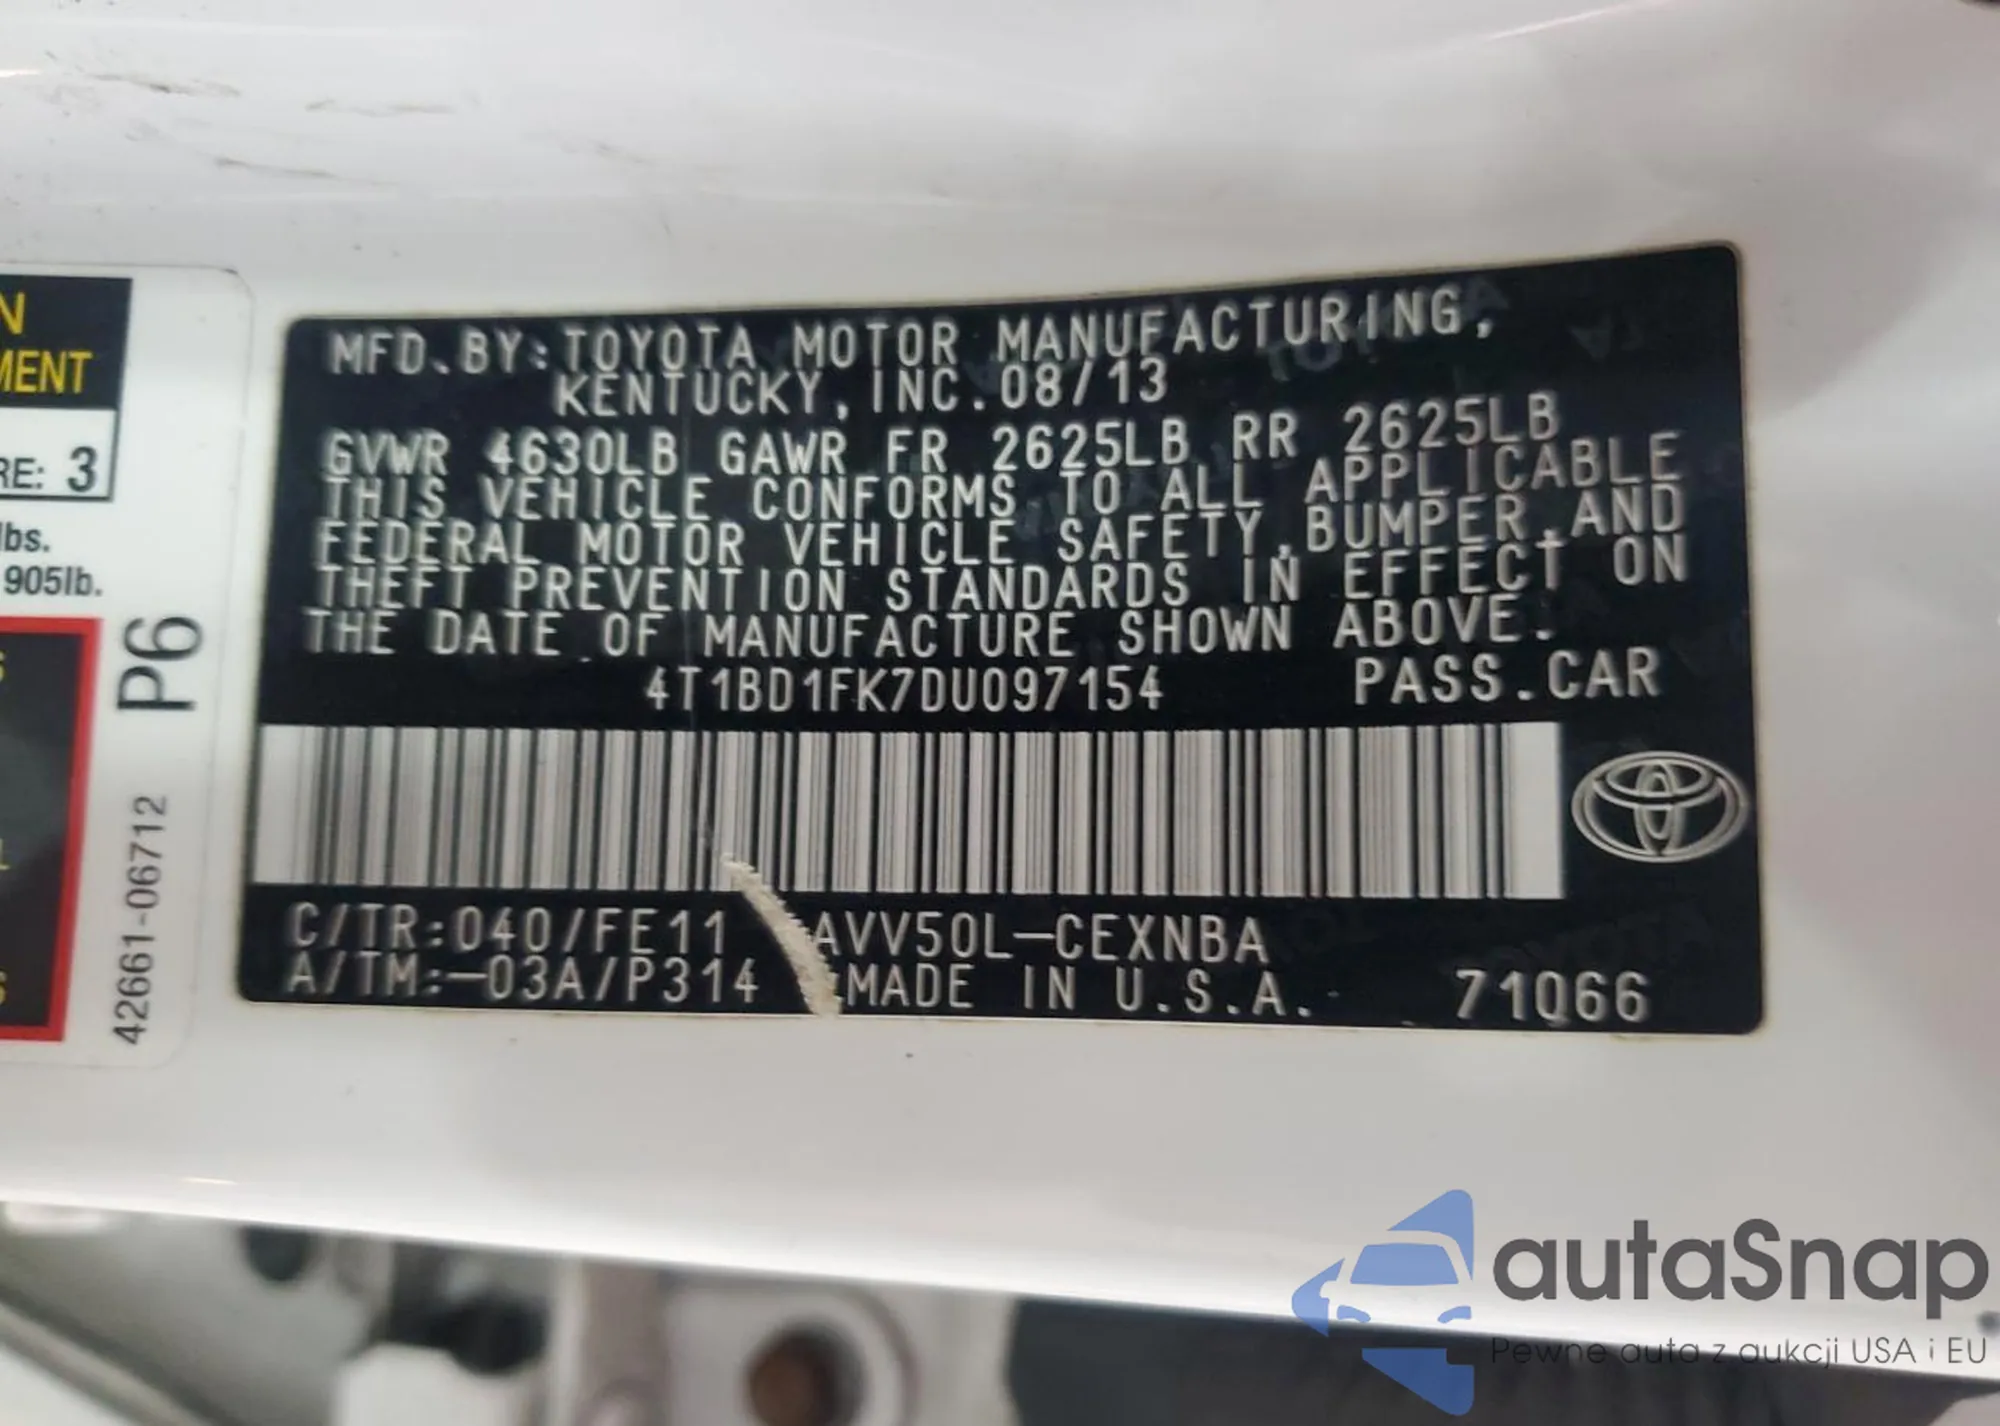 N
MENT
RE: 3
lbs.
905lb.
P6
42661-06712
MFD.BY:TOYOTA MOTOR MANUFACTURING,
KENTUCKY, INC.08/13
GVWR 4630LB GAWR FR 2625LB RR 2625LB
THIS VEHICLE CONFORMS TO ALL APPLICABLE
FEDERAL MOTOR VEHICLE SAFETY,BUMPER,AND
THEFT PREVENTION STANDARDS IN EFFECT ON
THE DATE OF MANUFACTURE SHOWN ABOVE.
4T1BD1FK7DU097154 PASS.CAR
C/TR:040/FE11 AVV50L-CEXNBA
A/TM:-03A/P314 MADE IN U.S.A. 71066
autaSnap
Pewne auta z aukcji USA i EU